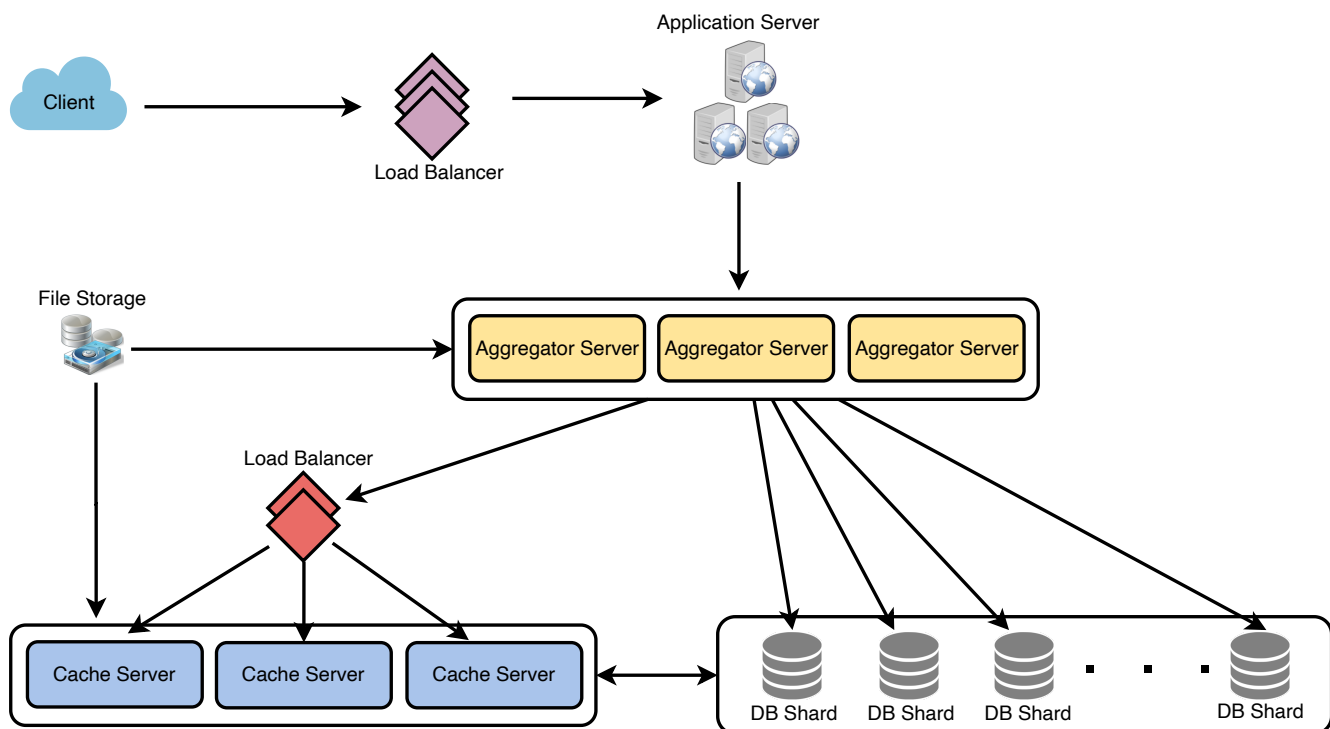 Application Server
Client
Load Balancer
File Storage
Aggregator Server
Aggregator Server
Aggregator Server
Load Balancer
Cache Server
Cache Server
Cache Server
DB Shard
DB Shard
DB Shard
DB Shard